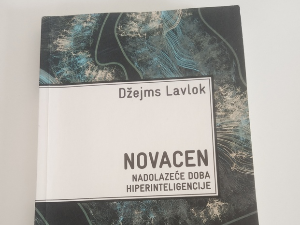 Džejms Lavlok
NOVACEN
NADOLAZEĆE DOBA
HIPERINTELIGENCIJE